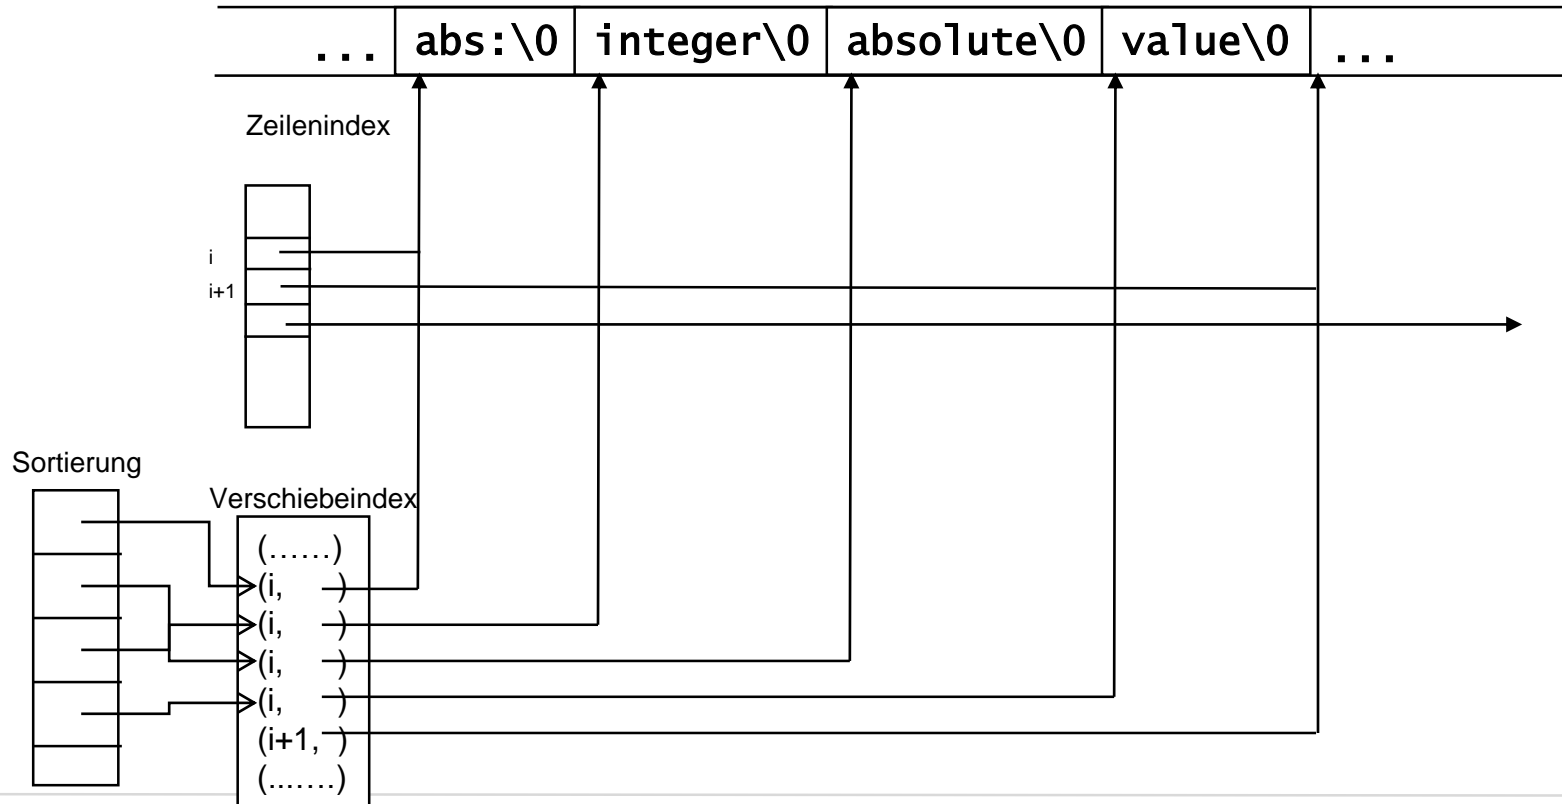 ... abs:\0 integer\0 absolute\0 value\0 ...
Zeilenindex
i
i+1
Sortierung
Verschiebeindex
(......)
(i, )
(i, )
(i, )
(i, )
(i+1, )
(.......)